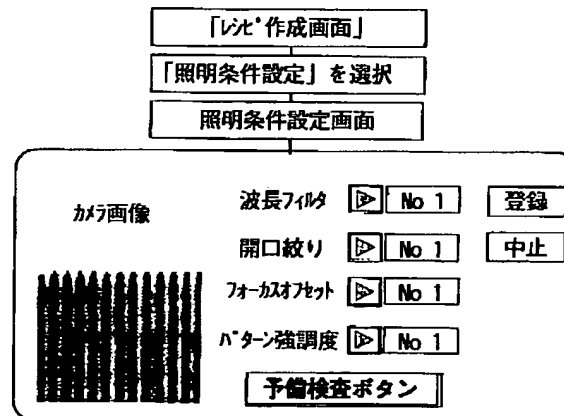 「ﾚｼﾋﾟ作成画面」
「照明条件設定」を選択
照明条件設定画面
ｶﾒﾗ画像
波長ﾌｨﾙﾀ No 1 登録
開口絞り No 1 中止
ﾌｫｰｶｽｵﾌｾｯﾄ No 1
ﾊﾟﾀｰﾝ強調度 No 1
予備検査ボタン